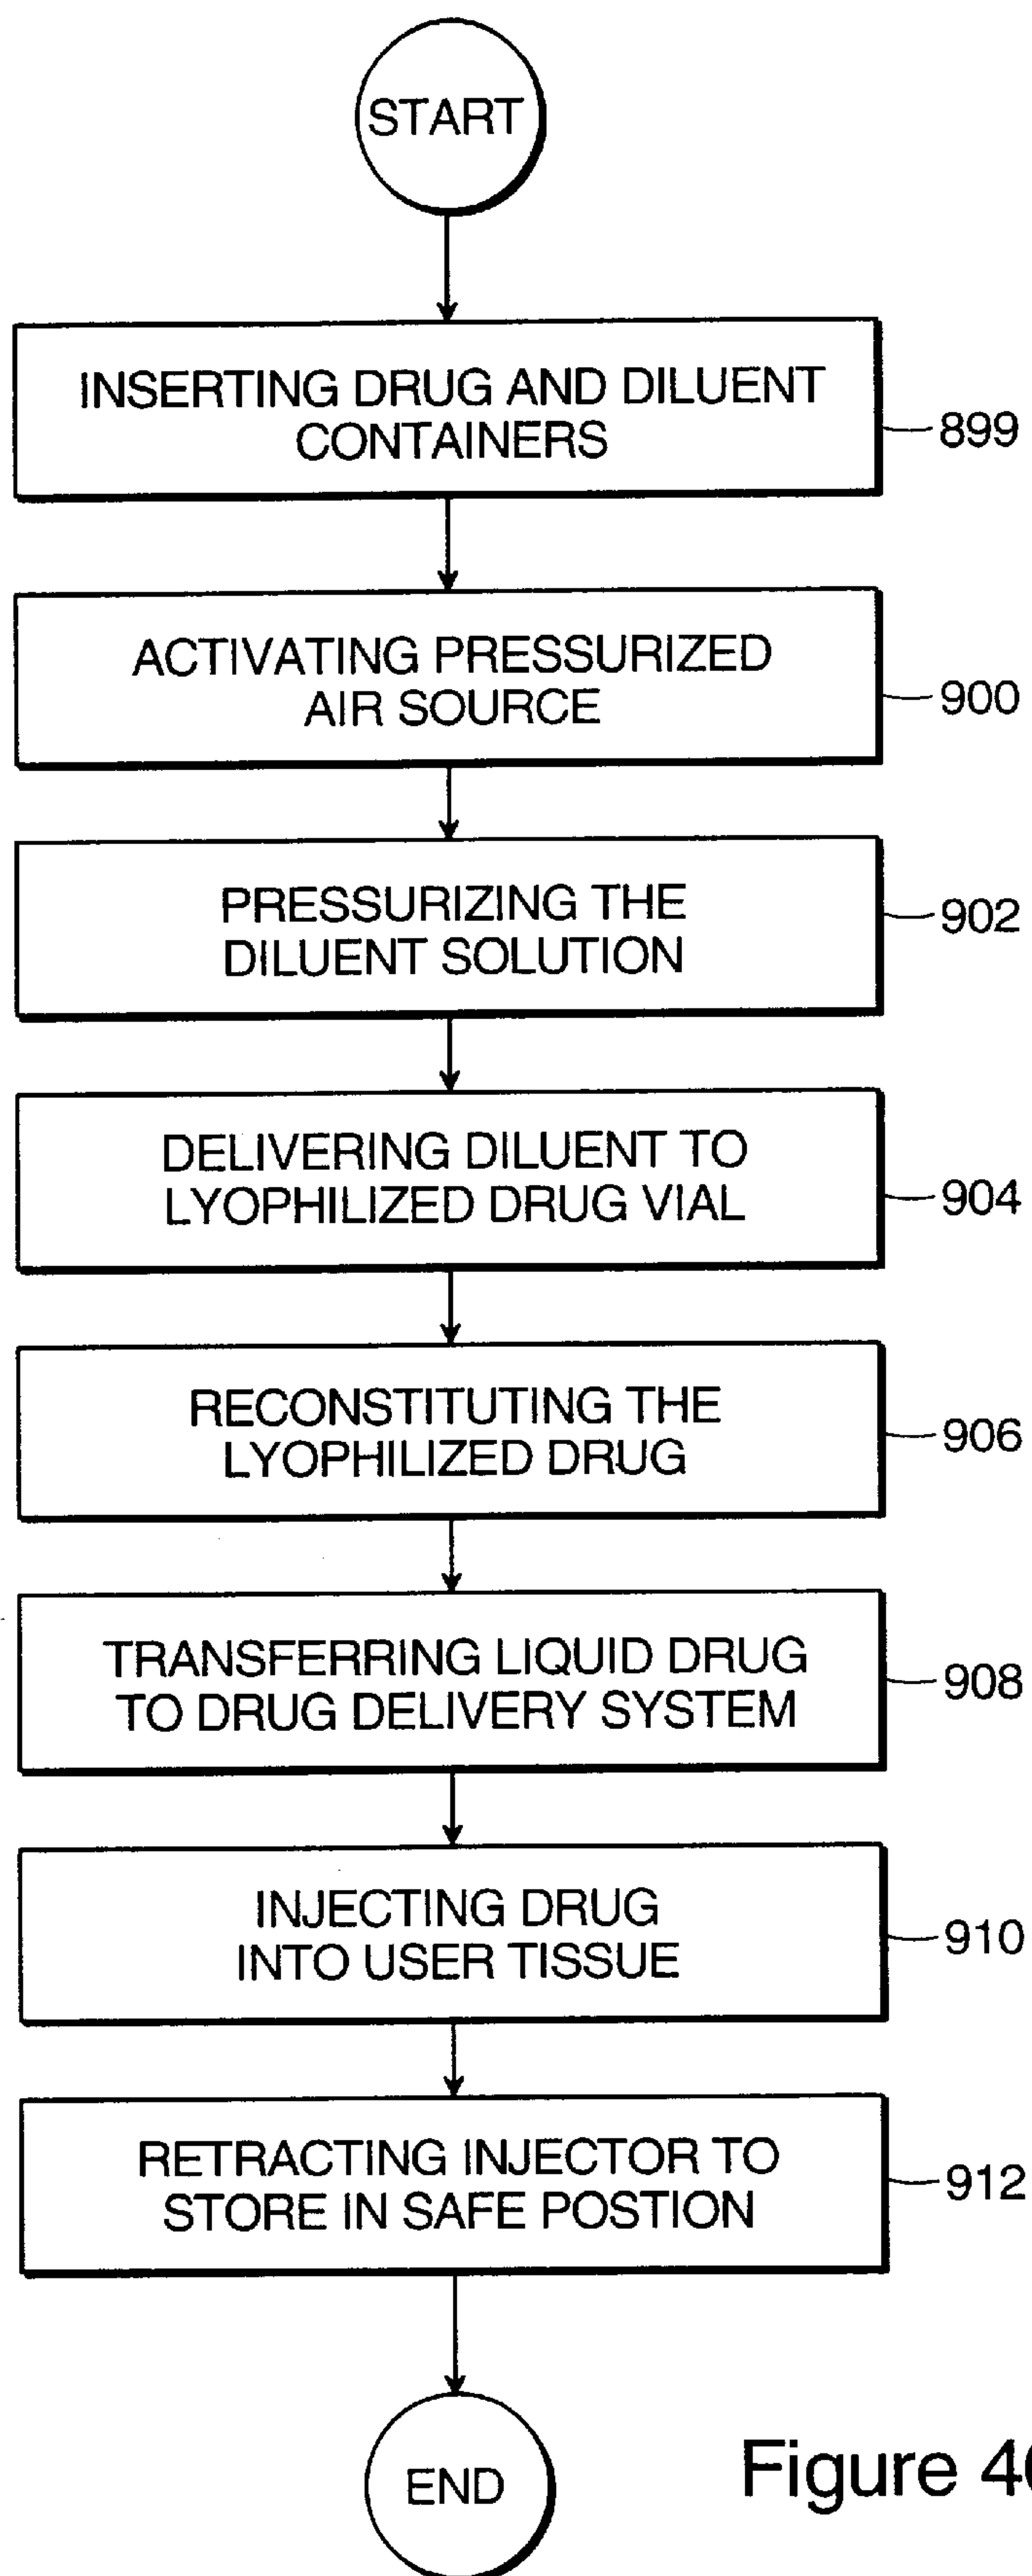 START
INSERTING DRUG AND DILUENT
CONTAINERS
899
ACTIVATING PRESSURIZED
AIR SOURCE
900
PRESSURIZING THE
DILUENT SOLUTION
902
DELIVERING DILUENT TO
LYOPHILIZED DRUG VIAL
904
RECONSTITUTING THE
LYOPHILIZED DRUG
906
TRANSFERRING LIQUID DRUG
TO DRUG DELIVERY SYSTEM
908
INJECTING DRUG
INTO USER TISSUE
910
RETRACTING INJECTOR TO
STORE IN SAFE POSTION
912
END
Figure